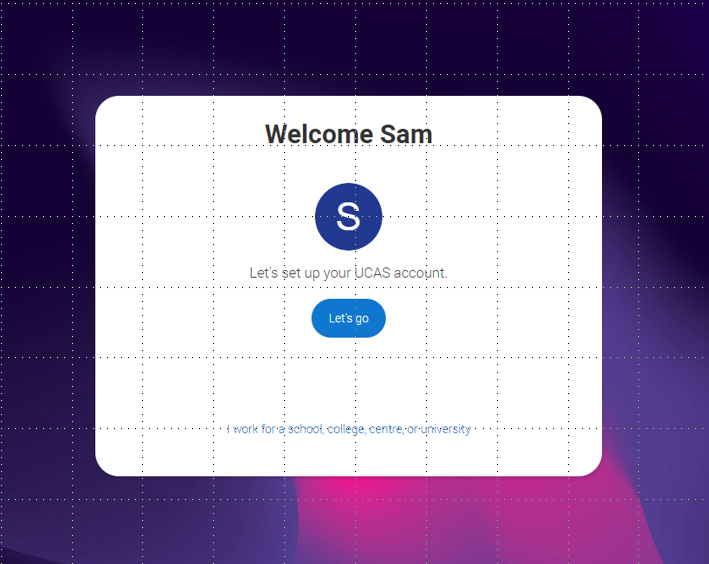 Welcome Sam
S
Let's set up your UCAS account.
Let's go
I work for a school, college, centre, or university